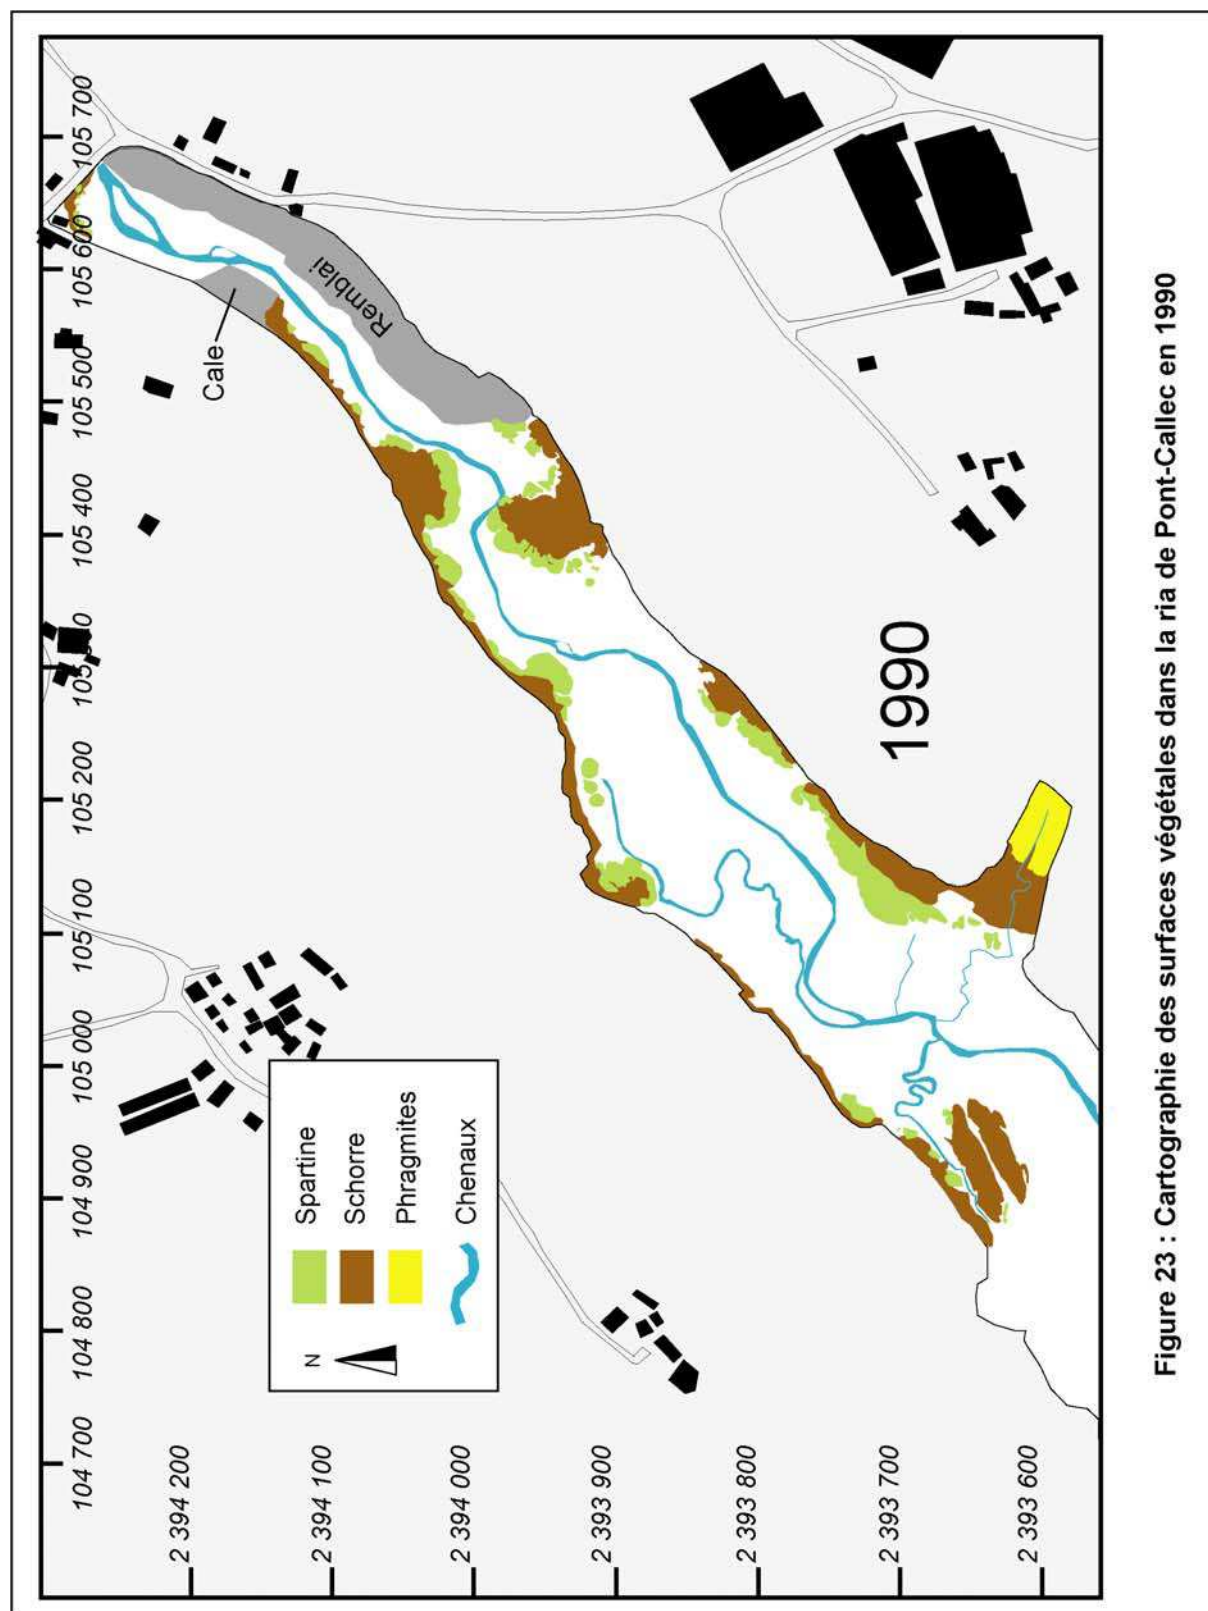 105 700
105 600
105 500
105 400
105 200
105 100
105 000
104 900
104 800
104 700
2 394 200
2 394 100
2 394 000
2 393 900
2 393 800
2 393 700
2 393 600
Cale
Remblai
1990
N
Spartine
Schorre
Phragmites
Chenaux
Figure 23 : Cartographie des surfaces végétales dans la ria de Pont-Callec en 1990